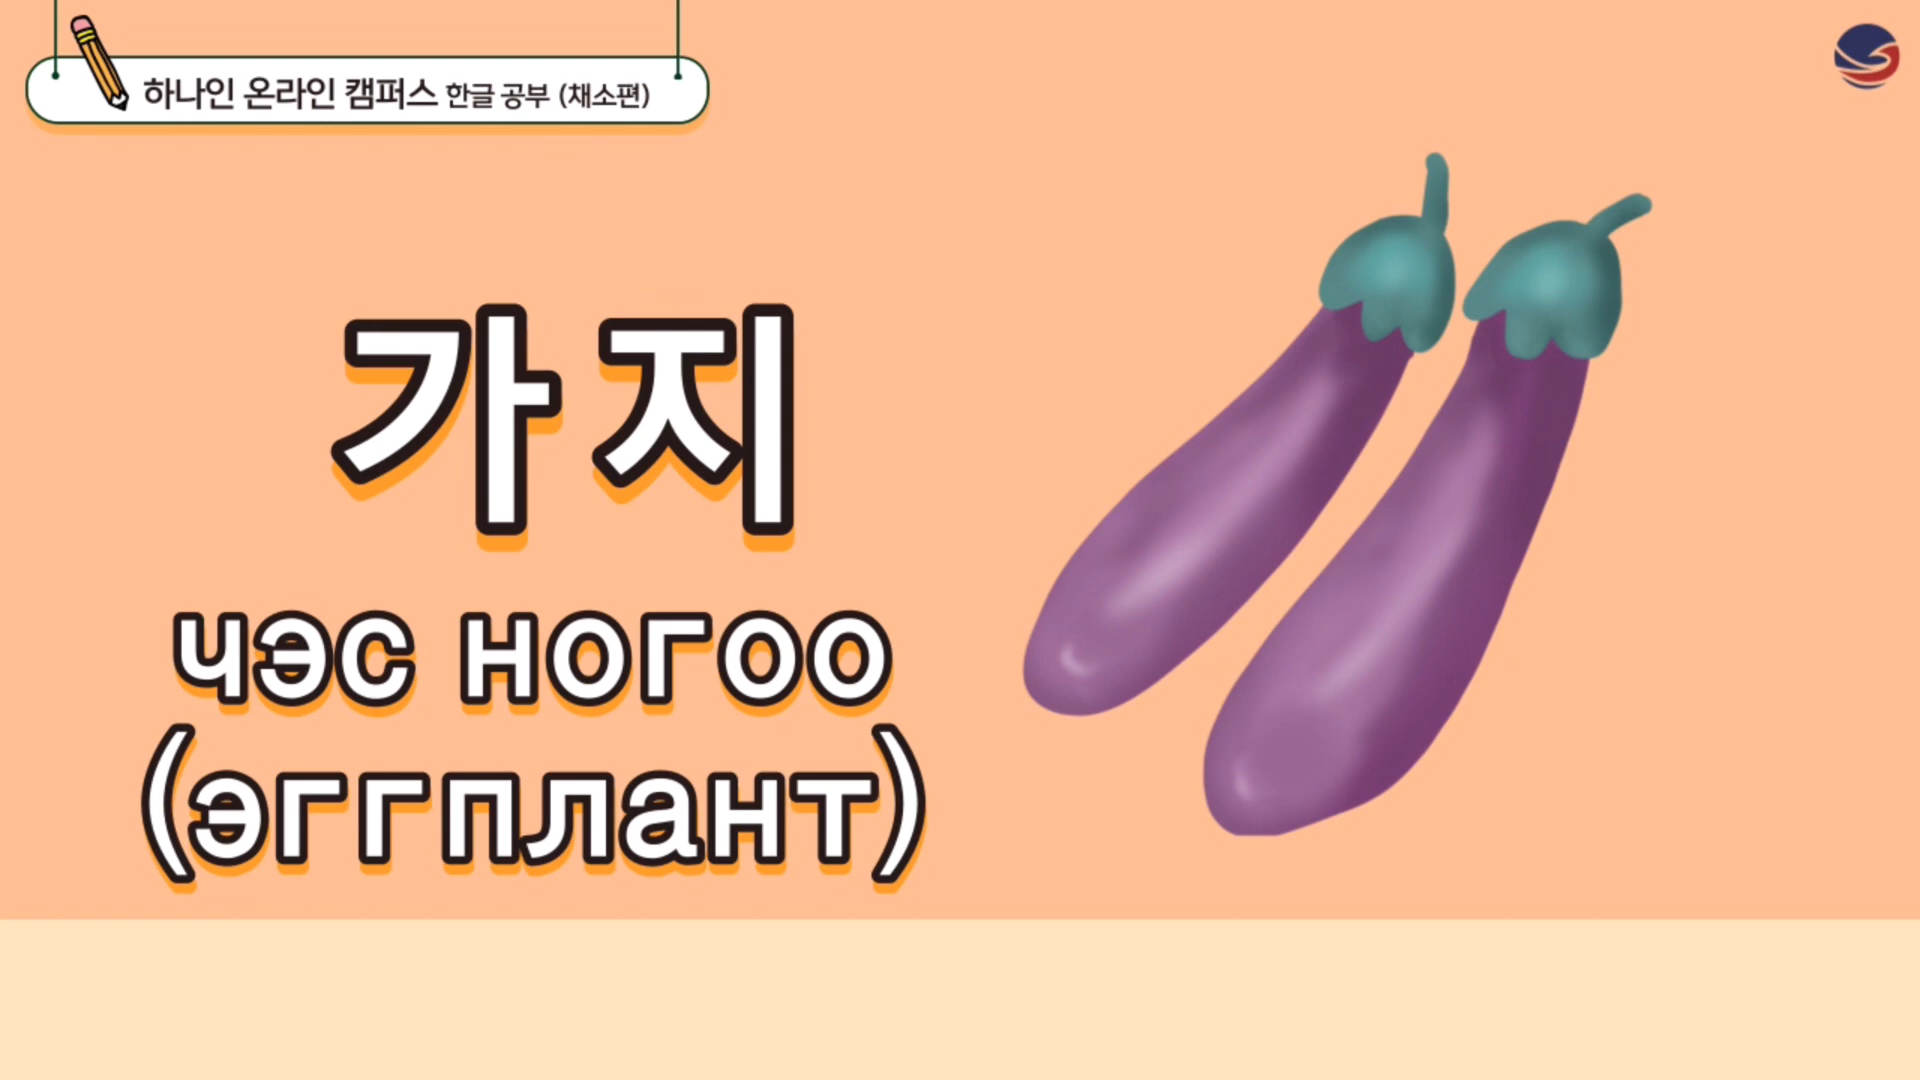 하나인 온라인 캠퍼스 한글 공부 (채소편)
가지
чэс ногоо
(эггплант)